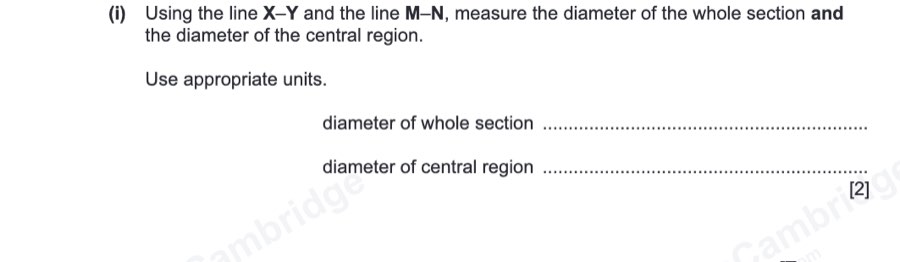 (i) Using the line X–Y and the line M–N, measure the diameter of the whole section and
the diameter of the central region.
Use appropriate units.
diameter of whole section ................................................................
diameter of central region ................................................................
[2]
Cambridge